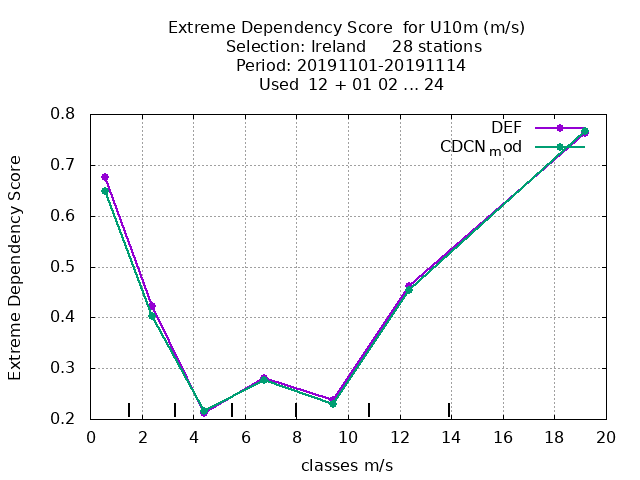 Extreme Dependency Score for U10m (m/s)
Selection: Ireland 28 stations
Period: 20191101-20191114
Used 12 + 01 02 ... 24
DEF
CDCN_mod
Extreme Dependency Score
0.8
0.7
0.6
0.5
0.4
0.3
0.2
0 2 4 6 8 10 12 14 16 18 20
classes m/s